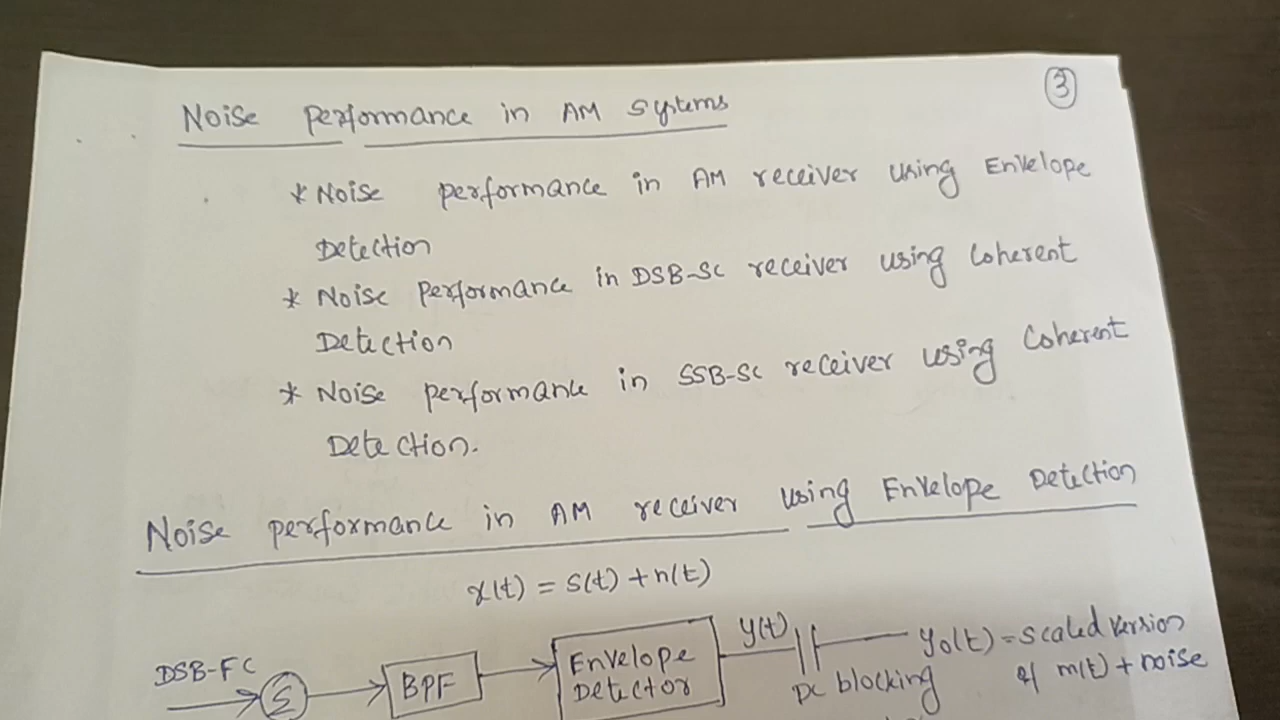 3
Noise performance in AM systems
* Noise performance in AM receiver using Envelope
Detection
* Noise performance in DSB-SC receiver using Coherent
Detection
* Noise performance in SSB-SC receiver using Coherent
Detection.
Noise performance in AM receiver using Envelope Detection
x(t) = s(t) + n(t)
DSB-FC
Σ
BPF
Envelope
Detector
y(t)
DC blocking
y₀(t) = scaled version
of m(t) + noise